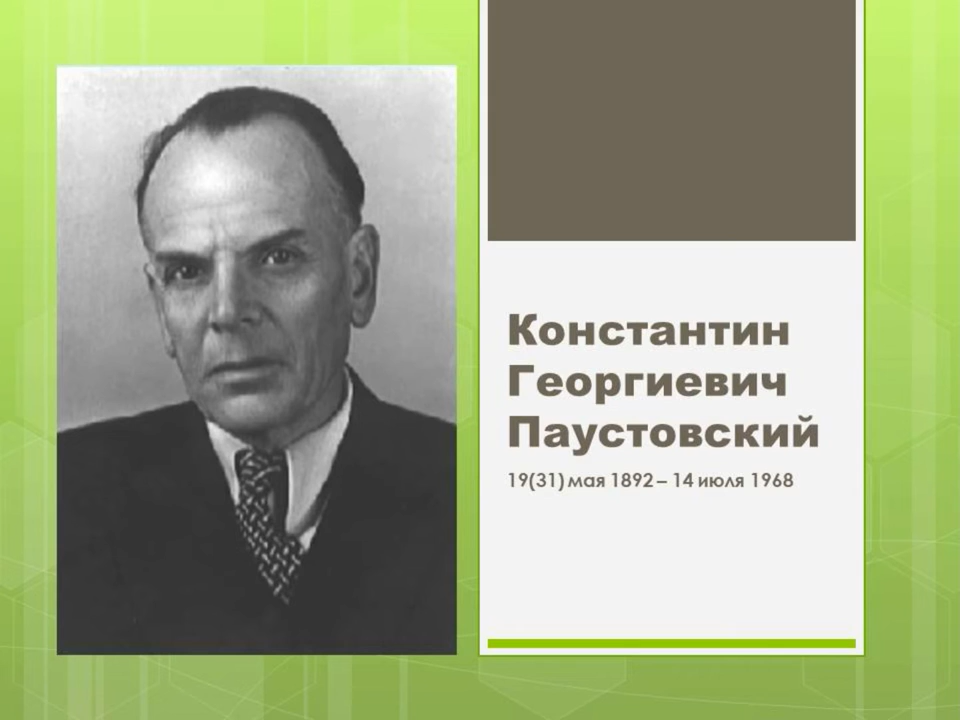 Константин
Георгиевич
Паустовский
19(31) мая 1892 – 14 июля 1968